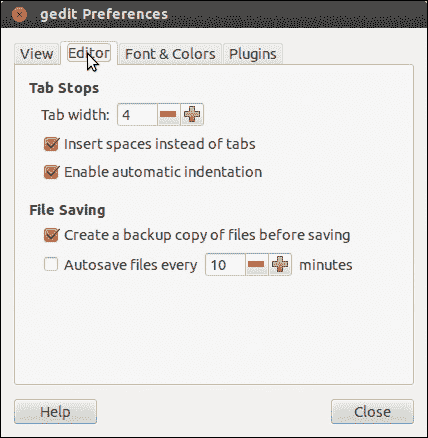 gedit Preferences
View Editor Font & Colors Plugins
Tab Stops
Tab width: 4
Insert spaces instead of tabs
Enable automatic indentation
File Saving
Create a backup copy of files before saving
Autosave files every 10 minutes
Help Close